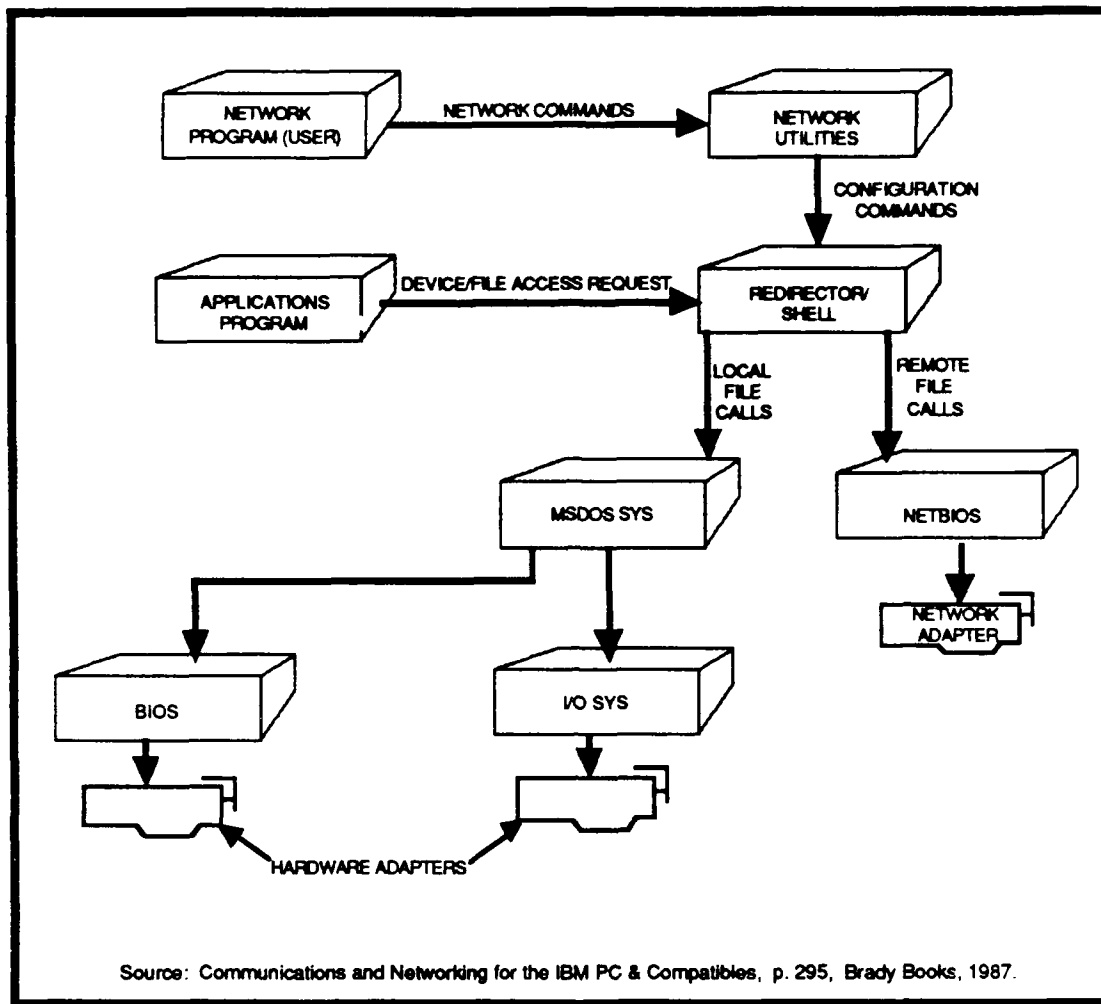 NETWORK
PROGRAM (USER)
NETWORK COMMANDS
NETWORK
UTILITIES
CONFIGURATION
COMMANDS
APPLICATIONS
PROGRAM
DEVICE/FILE ACCESS REQUEST
REDIRECTOR/
SHELL
LOCAL
FILE
CALLS
REMOTE
FILE
CALLS
MSDOS SYS
NETBIOS
NETWORK
ADAPTER
BIOS
I/O SYS
HARDWARE ADAPTERS
Source: Communications and Networking for the IBM PC & Compatibles, p. 295, Brady Books, 1987.